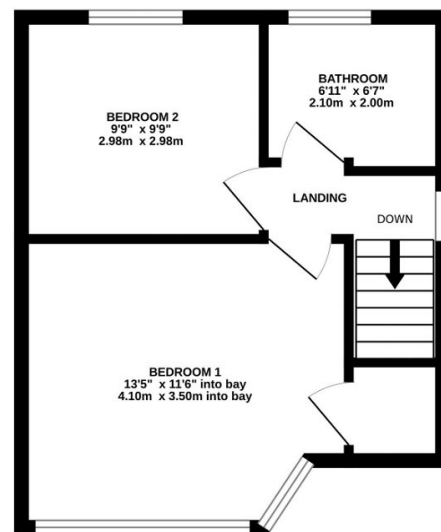 BATHROOM
6'11" x 6'7"
2.10m x 2.00m
BEDROOM 2
9'9" x 9'9"
2.98m x 2.98m
LANDING
DOWN
BEDROOM 1
13'5" x 11'6" into bay
4.10m x 3.50m into bay